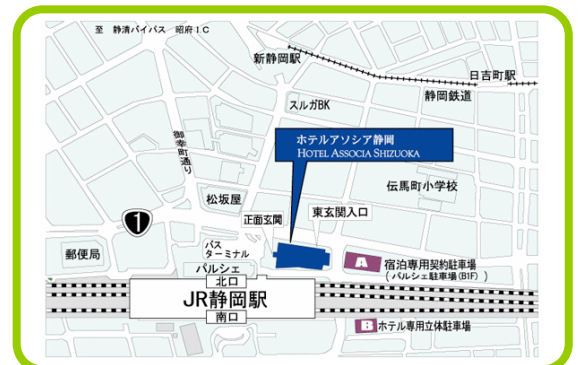 至 静清バイパス 昭府I.C
新静岡駅
日吉町駅
静岡鉄道
スルガBK
御幸町通り
ホテルアソシア静岡
HOTEL ASSOCIA SHIZUOKA
伝馬町小学校
松坂屋
正面玄関
東玄関入口
1
郵便局
バス
ターミナル
パルシェ
北口
JR静岡駅
南口
A
宿泊専用契約駐車場
(パルシェ駐車場(B1F))
B
ホテル専用立体駐車場